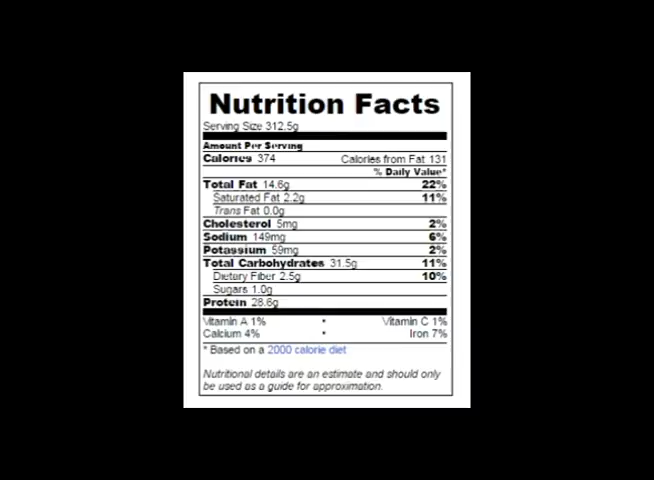 Nutrition Facts
Serving Size 312.5g
Amount Per Serving
Calories 374 Calories from Fat 131
% Daily Value*
Total Fat 14.6g 22%
Saturated Fat 2.2g 11%
Trans Fat 0.0g
Cholesterol 5mg 2%
Sodium 149mg 6%
Potassium 59mg 2%
Total Carbohydrates 31.5g 11%
Dietary Fiber 2.5g 10%
Sugars 1.0g
Protein 28.6g
Vitamin A 1% • Vitamin C 1%
Calcium 4% • Iron 7%
* Based on a 2000 calorie diet
Nutritional details are an estimate and should only
be used as a guide for approximation.